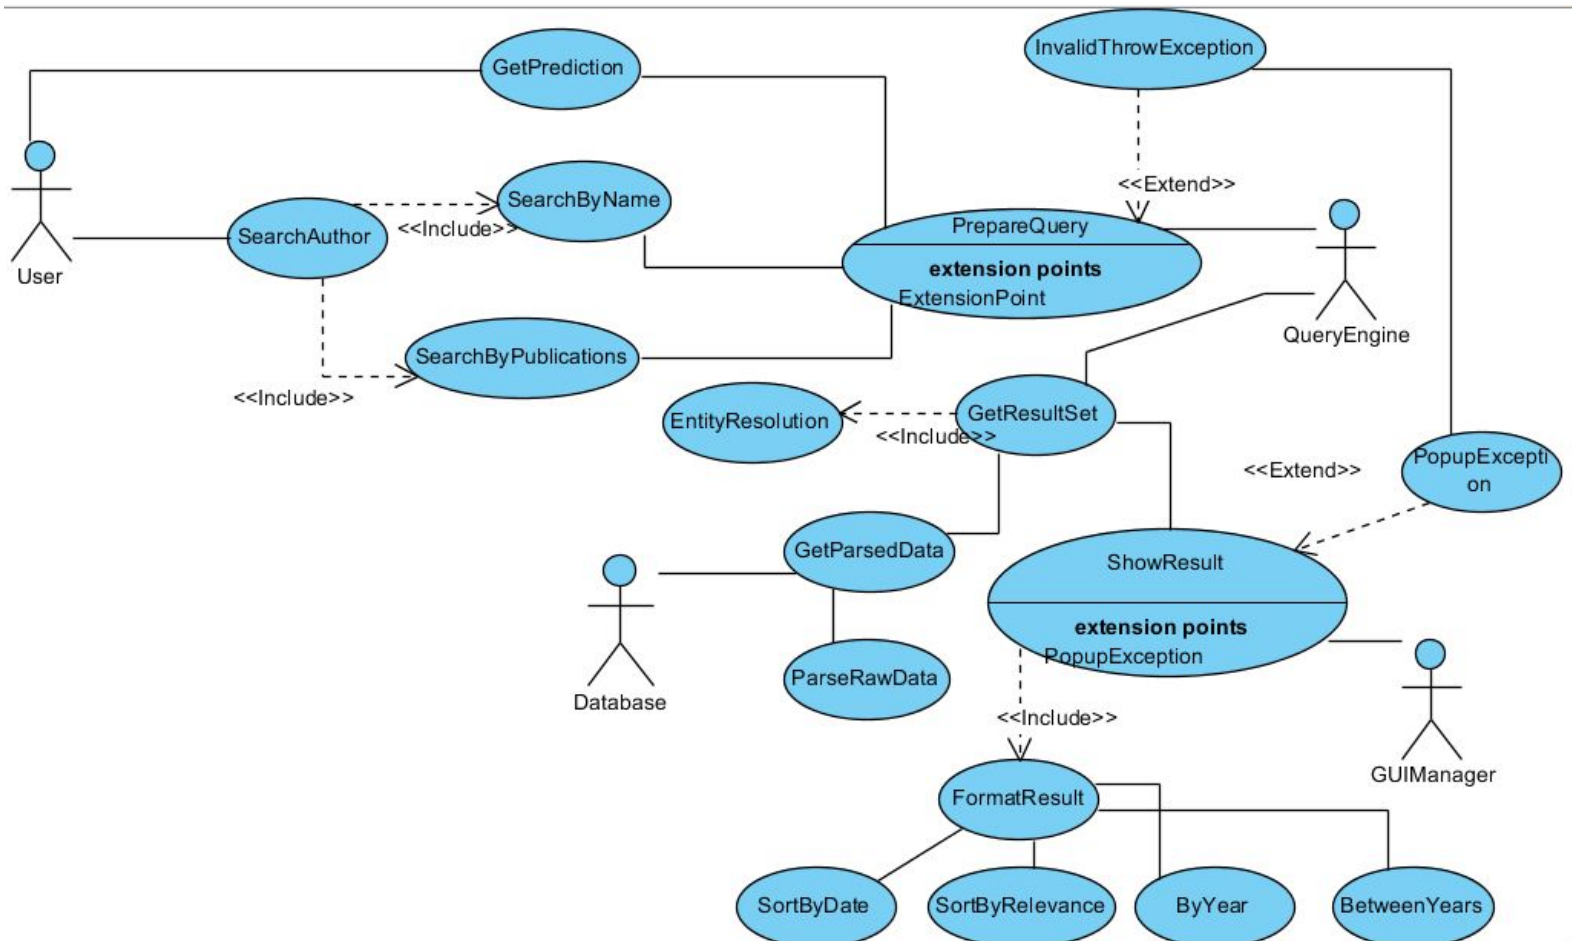 InvalidThrowException
GetPrediction
<<Extend>>
SearchByName
<<Include>>
SearchAuthor
User
PrepareQuery
extension points
ExtensionPoint
QueryEngine
SearchByPublications
<<Include>>
EntityResolution
<<Include>>
GetResultSet
<<Extend>>
PopupExcepti
on
GetParsedData
ShowResult
extension points
PopupException
ParseRawData
Database
<<Include>>
GUIManager
FormatResult
SortByDate
SortByRelevance
ByYear
BetweenYears